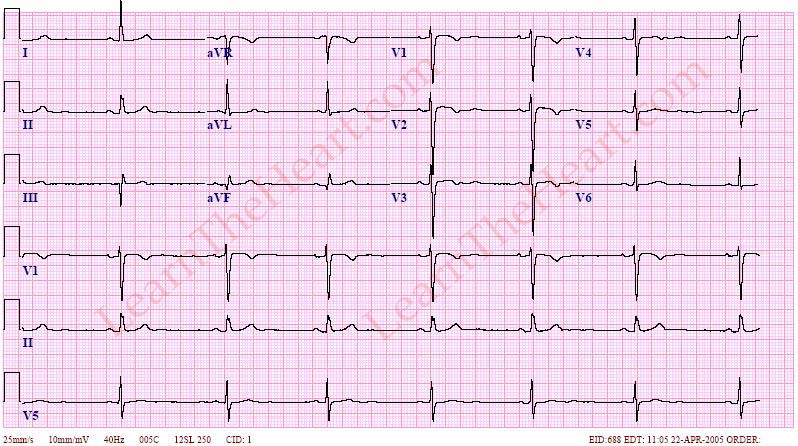 I aVR V1 V4
II aVL V2 V5
III aVF V3 V6
V1
II
V5
LearnTheHeart.com
LearnTheHeart.com
25mm/s 10mm/mV 40Hz 005C 12SL 250 CID: 1 EID:688 EDT: 11:05 22-APR-2005 ORDER: